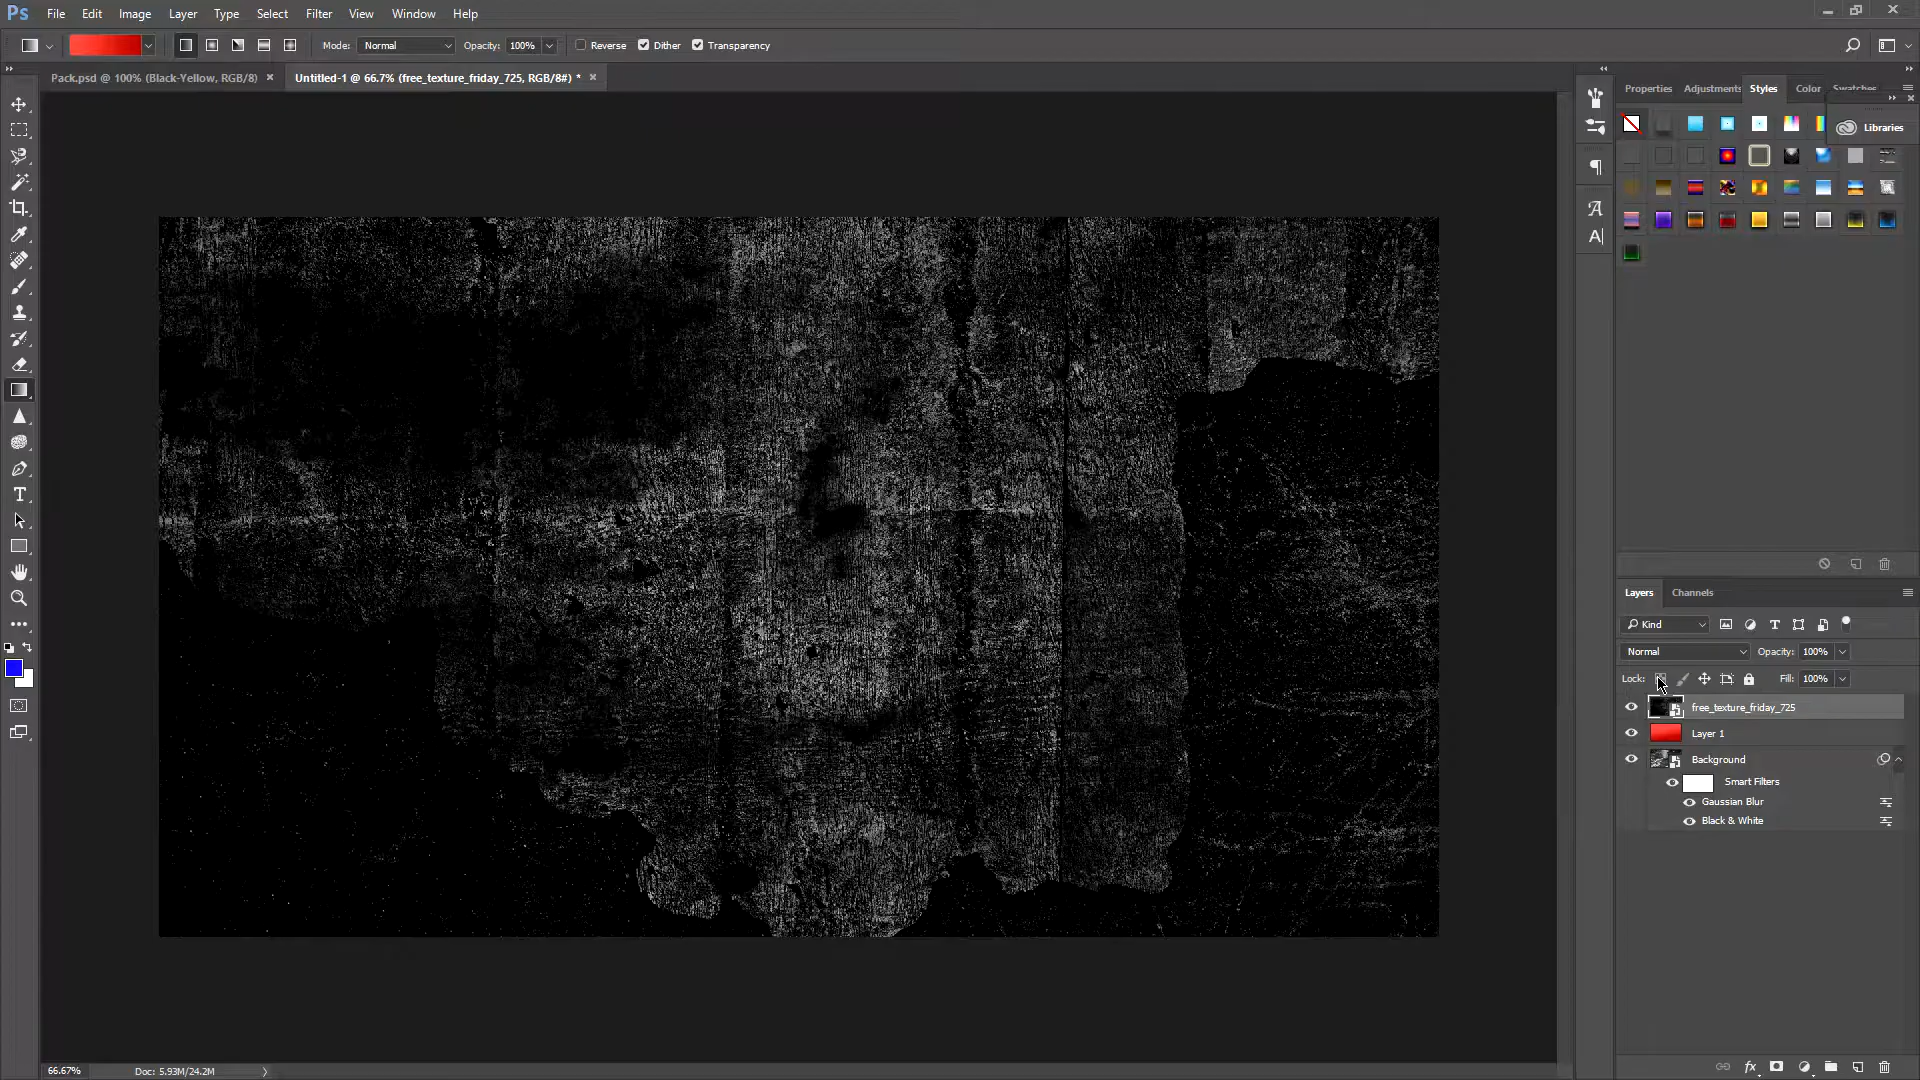 Ps File Edit Image Layer Type Select Filter View Window Help
Mode: Normal Opacity: 100% Reverse Dither Transparency
Pack.psd @ 100% (Black-Yellow, RGB/8) × Untitled-1 @ 66.7% (free_texture_friday_725, RGB/8#) * ×
Properties Adjustments Styles Color Swatches
Libraries
Layers Channels
Kind
Normal Opacity: 100%
Lock: Fill: 100%
free_texture_friday_725
Layer 1
Background
Smart Filters
Gaussian Blur
Black & White
66.67% Doc: 5.93M/24.2M